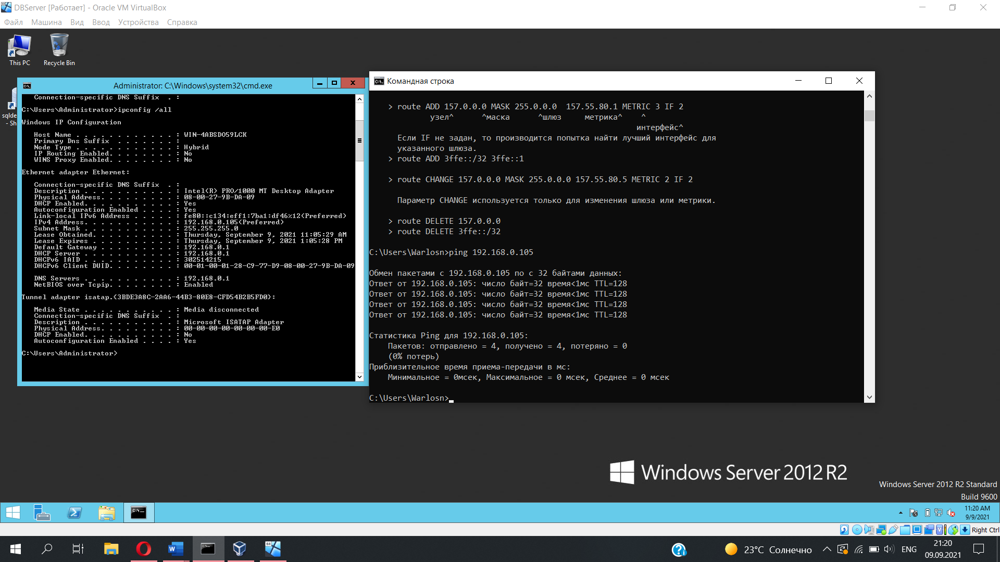 DBServer [Работает] - Oracle VM VirtualBox
Файл Машина Вид Ввод Устройства Справка
This PC
Recycle Bin
sqlde
- Sh
Administrator: C:\Windows\system32\cmd.exe
Connection-specific DNS Suffix . :
C:\Users\Administrator>ipconfig /all
Windows IP Configuration
Host Name . . . . . . . . . . . . : WIN-4ABSDO59LCK
Primary Dns Suffix . . . . . . . :
Node Type . . . . . . . . . . . . : Hybrid
IP Routing Enabled. . . . . . . . : No
WINS Proxy Enabled. . . . . . . . : No
Ethernet adapter Ethernet:
Connection-specific DNS Suffix . :
Description . . . . . . . . . . . : Intel(R) PRO/1000 MT Desktop Adapter
Physical Address. . . . . . . . . : 08-00-27-9B-DA-09
DHCP Enabled. . . . . . . . . . . : Yes
Autoconfiguration Enabled . . . . : Yes
Link-local IPv6 Address . . . . . : fe80::c134:eff1:7ba1:df46%12(Preferred)
IPv4 Address. . . . . . . . . . . : 192.168.0.105(Preferred)
Subnet Mask . . . . . . . . . . . : 255.255.255.0
Lease Obtained. . . . . . . . . . : Thursday, September 9, 2021 11:05:29 AM
Lease Expires . . . . . . . . . . : Thursday, September 9, 2021 1:05:28 PM
Default Gateway . . . . . . . . . : 192.168.0.1
DHCP Server . . . . . . . . . . . : 192.168.0.1
DHCPv6 IAID . . . . . . . . . . . : 302514215
DHCPv6 Client DUID. . . . . . . . : 00-01-00-01-28-C9-77-D9-08-00-27-9B-DA-09
DNS Servers . . . . . . . . . . . : 192.168.0.1
NetBIOS over Tcpip. . . . . . . . : Enabled
Tunnel adapter isatap.{3BDE3A8C-2AA6-44B3-80E8-CFD54B2B5FD0}:
Media State . . . . . . . . . . . : Media disconnected
Connection-specific DNS Suffix . :
Description . . . . . . . . . . . : Microsoft ISATAP Adapter
Physical Address. . . . . . . . . : 00-00-00-00-00-00-00-E0
DHCP Enabled. . . . . . . . . . . : No
Autoconfiguration Enabled . . . . : Yes
C:\Users\Administrator>
Командная строка
> route ADD 157.0.0.0 MASK 255.0.0.0 157.55.80.1 METRIC 3 IF 2
узел^ ^маска ^шлюз метрика^ ^
интерфейс^
Если IF не задан, то производится попытка найти лучший интерфейс для
указанного шлюза.
> route ADD 3ffe::/32 3ffe::1
> route CHANGE 157.0.0.0 MASK 255.0.0.0 157.55.80.5 METRIC 2 IF 2
Параметр CHANGE используется только для изменения шлюза или метрики.
> route DELETE 157.0.0.0
> route DELETE 3ffe::/32
C:\Users\Warlosn>ping 192.168.0.105
Обмен пакетами с 192.168.0.105 по с 32 байтами данных:
Ответ от 192.168.0.105: число байт=32 время<1мс TTL=128
Ответ от 192.168.0.105: число байт=32 время<1мс TTL=128
Ответ от 192.168.0.105: число байт=32 время<1мс TTL=128
Ответ от 192.168.0.105: число байт=32 время<1мс TTL=128
Статистика Ping для 192.168.0.105:
Пакетов: отправлено = 4, получено = 4, потеряно = 0
(0% потерь)
Приблизительное время приема-передачи в мс:
Минимальное = 0мсек, Максимальное = 0 мсек, Среднее = 0 мсек
C:\Users\Warlosn>
Windows Server 2012 R2
Windows Server 2012 R2 Standard
Build 9600
11:20 AM
9/9/2021
Right Ctrl
23°C Солнечно
ENG
21:20
09.09.2021